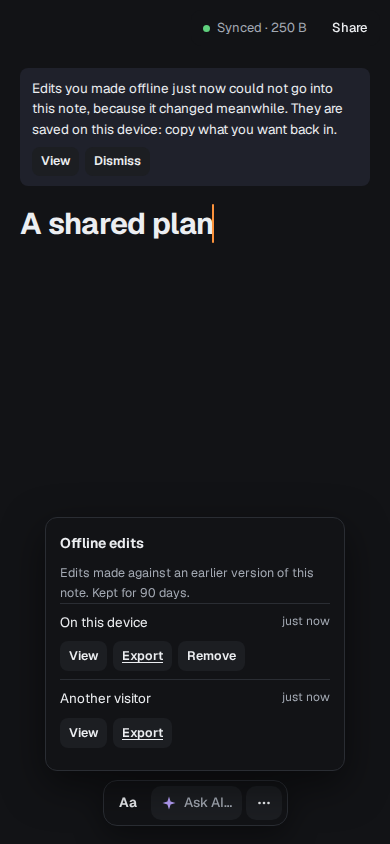 Synced · 250 B Share
Edits you made offline just now could not go into
this note, because it changed meanwhile. They are
saved on this device: copy what you want back in.
View Dismiss
A shared plan
Offline edits
Edits made against an earlier version of this
note. Kept for 90 days.
On this device just now
View Export Remove
Another visitor just now
View Export
Aa Ask AI...